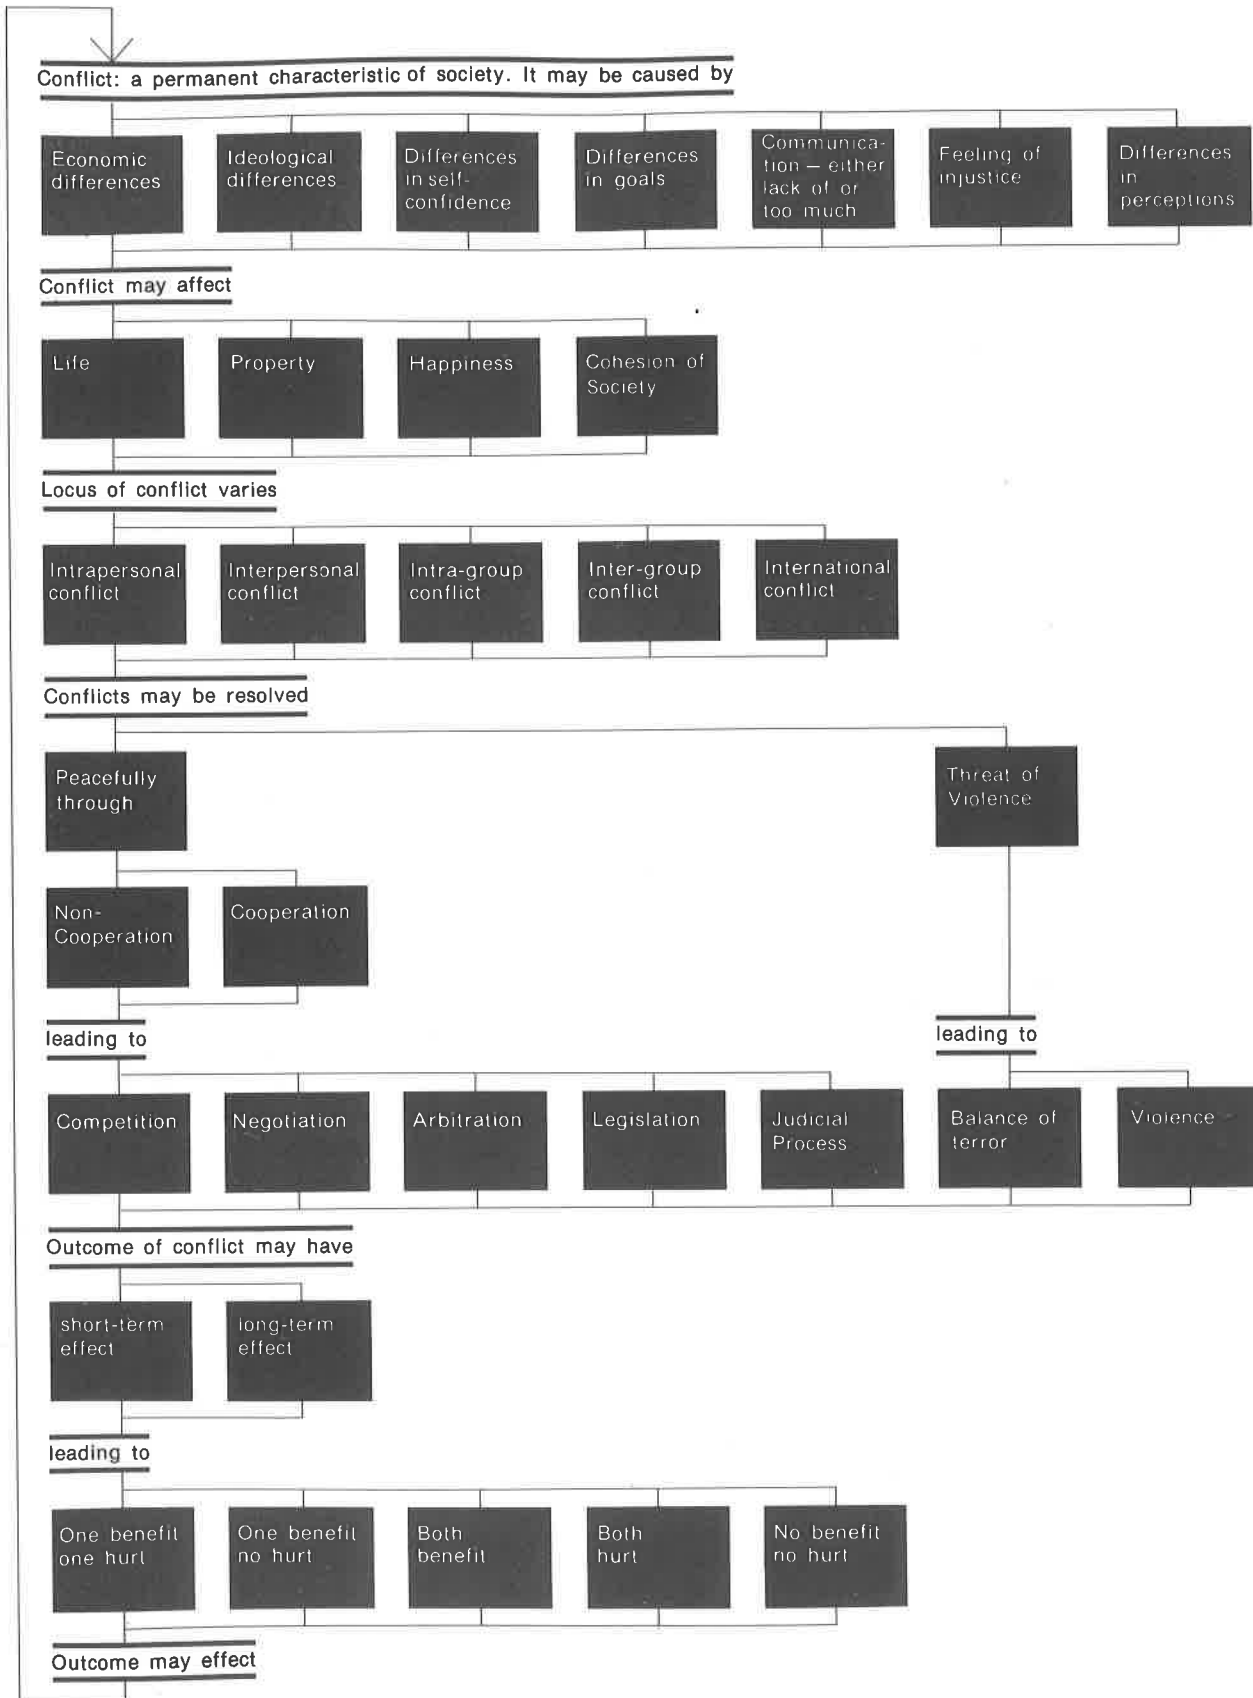 Conflict: a permanent characteristic of society. It may be caused by
Economic
differences
Ideological
differences
Differences
in self-
confidence
Differences
in goals
Communica-
tion — either
lack of or
too much
Feeling of
injustice
Differences
in
perceptions
Conflict may affect
Life
Property
Happiness
Cohesion of
Society
Locus of conflict varies
Intrapersonal
conflict
Interpersonal
conflict
Intra-group
conflict
Inter-group
conflict
International
conflict
Conflicts may be resolved
Peacefully
through
Threat of
Violence
Non-
Cooperation
Cooperation
leading to
leading to
Competition
Negotiation
Arbitration
Legislation
Judicial
Process
Balance of
terror
Violence
Outcome of conflict may have
short-term
effect
long-term
effect
leading to
One benefit
one hurt
One benefit
no hurt
Both
benefit
Both
hurt
No benefit
no hurt
Outcome may effect